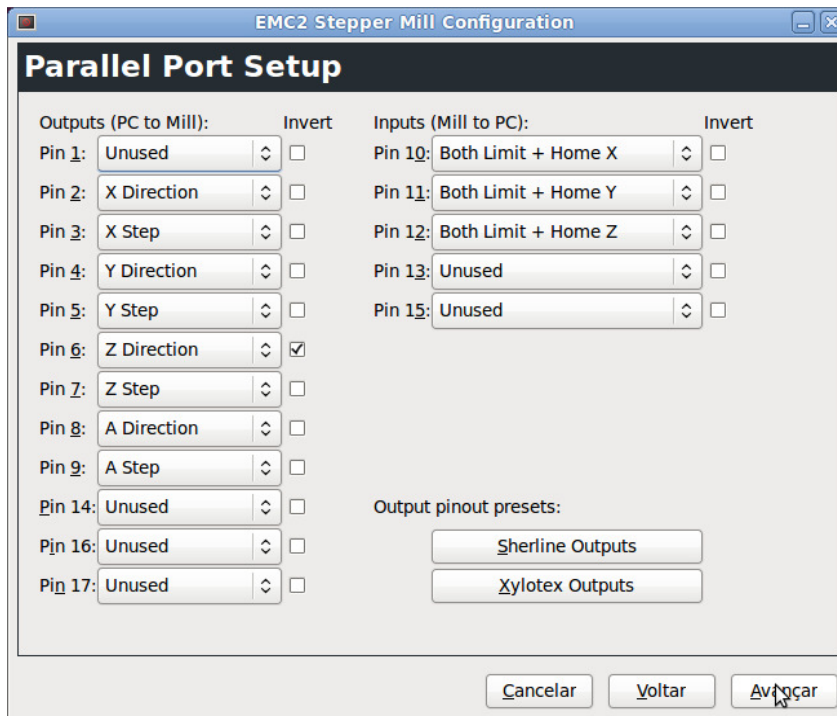 EMC2 Stepper Mill Configuration
Parallel Port Setup
Outputs (PC to Mill): Invert Inputs (Mill to PC): Invert
Pin 1: Unused Pin 10: Both Limit + Home X
Pin 2: X Direction Pin 11: Both Limit + Home Y
Pin 3: X Step Pin 12: Both Limit + Home Z
Pin 4: Y Direction Pin 13: Unused
Pin 5: Y Step Pin 15: Unused
Pin 6: Z Direction
Pin 7: Z Step
Pin 8: A Direction
Pin 9: A Step
Pin 14: Unused Output pinout presets:
Pin 16: Unused Sherline Outputs
Pin 17: Unused Xylotex Outputs
Cancelar Voltar Avançar